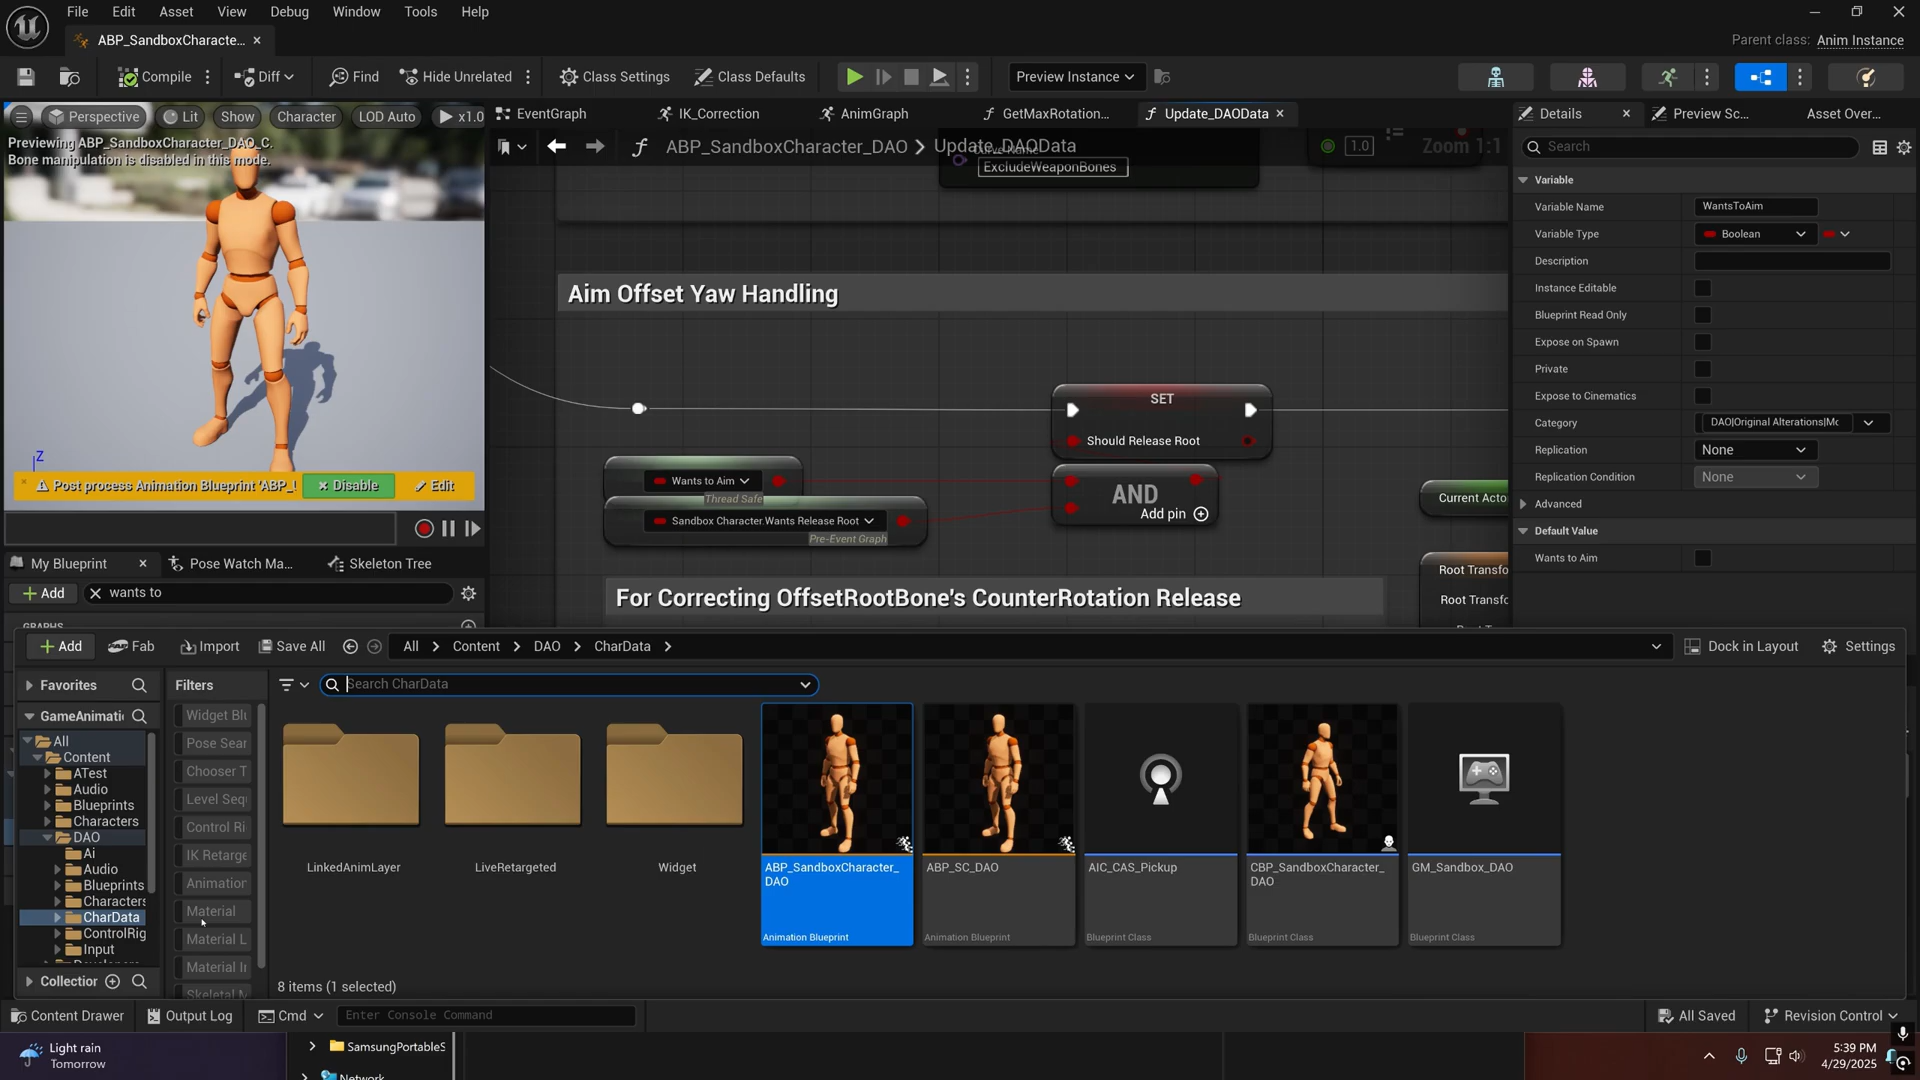 File Edit Asset View Debug Window Tools Help
ABP_SandboxCharacte...
Parent class: Anim Instance
Compile Diff Find Hide Unrelated Class Settings Class Defaults Preview Instance
Perspective Lit Show Character LOD Auto x1.0
EventGraph IK_Correction AnimGraph GetMaxRotation... Update_DAOData
Details Preview Sc... Asset Over...
Previewing ABP_SandboxCharacter_DAO_C.
Bone manipulation is disabled in this mode.
ABP_SandboxCharacter_DAO Update_DAOData
Zoom 1:1
ExcludeWeaponBones
1.0
Search
Variable
Variable Name WantsToAim
Variable Type Boolean
Description
Instance Editable
Blueprint Read Only
Expose on Spawn
Private
Expose to Cinematics
Category DAO|Original Alterations|Mc
Replication None
Replication Condition None
Advanced
Default Value
Wants to Aim
Aim Offset Yaw Handling
SET
Should Release Root
Wants to Aim
Thread Safe
Sandbox Character.Wants Release Root
Pre-Event Graph
AND
Add pin
Current Acto
Root Transfo
Root Transfo
For Correcting OffsetRootBone's CounterRotation Release
Z
Post process Animation Blueprint 'ABP_! Disable Edit
My Blueprint Pose Watch Ma... Skeleton Tree
Add wants to
GRAPHS
Add Fab Import Save All All Content DAO CharData Dock in Layout Settings
Favorites
GameAnimati
All
Content
ATest
Audio
Blueprints
Characters
DAO
Ai
Audio
Blueprints
Characters
CharData
ControlRig
Input
Collection
Filters
Widget Blu
Pose Sear
Chooser T
Level Sequ
Control Ri
IK Retarge
Animation
Material
Material L
Material In
Skeletal M
Search CharData
LinkedAnimLayer
LiveRetargeted
Widget
ABP_SandboxCharacter_
DAO
Animation Blueprint
ABP_SC_DAO
Animation Blueprint
AIC_CAS_Pickup
Blueprint Class
CBP_SandboxCharacter_
DAO
Blueprint Class
GM_Sandbox_DAO
Blueprint Class
8 items (1 selected)
Content Drawer Output Log Cmd Enter Console Command All Saved Revision Control
Light rain
Tomorrow
SamsungPortableS
Network
5:39 PM
4/29/2025